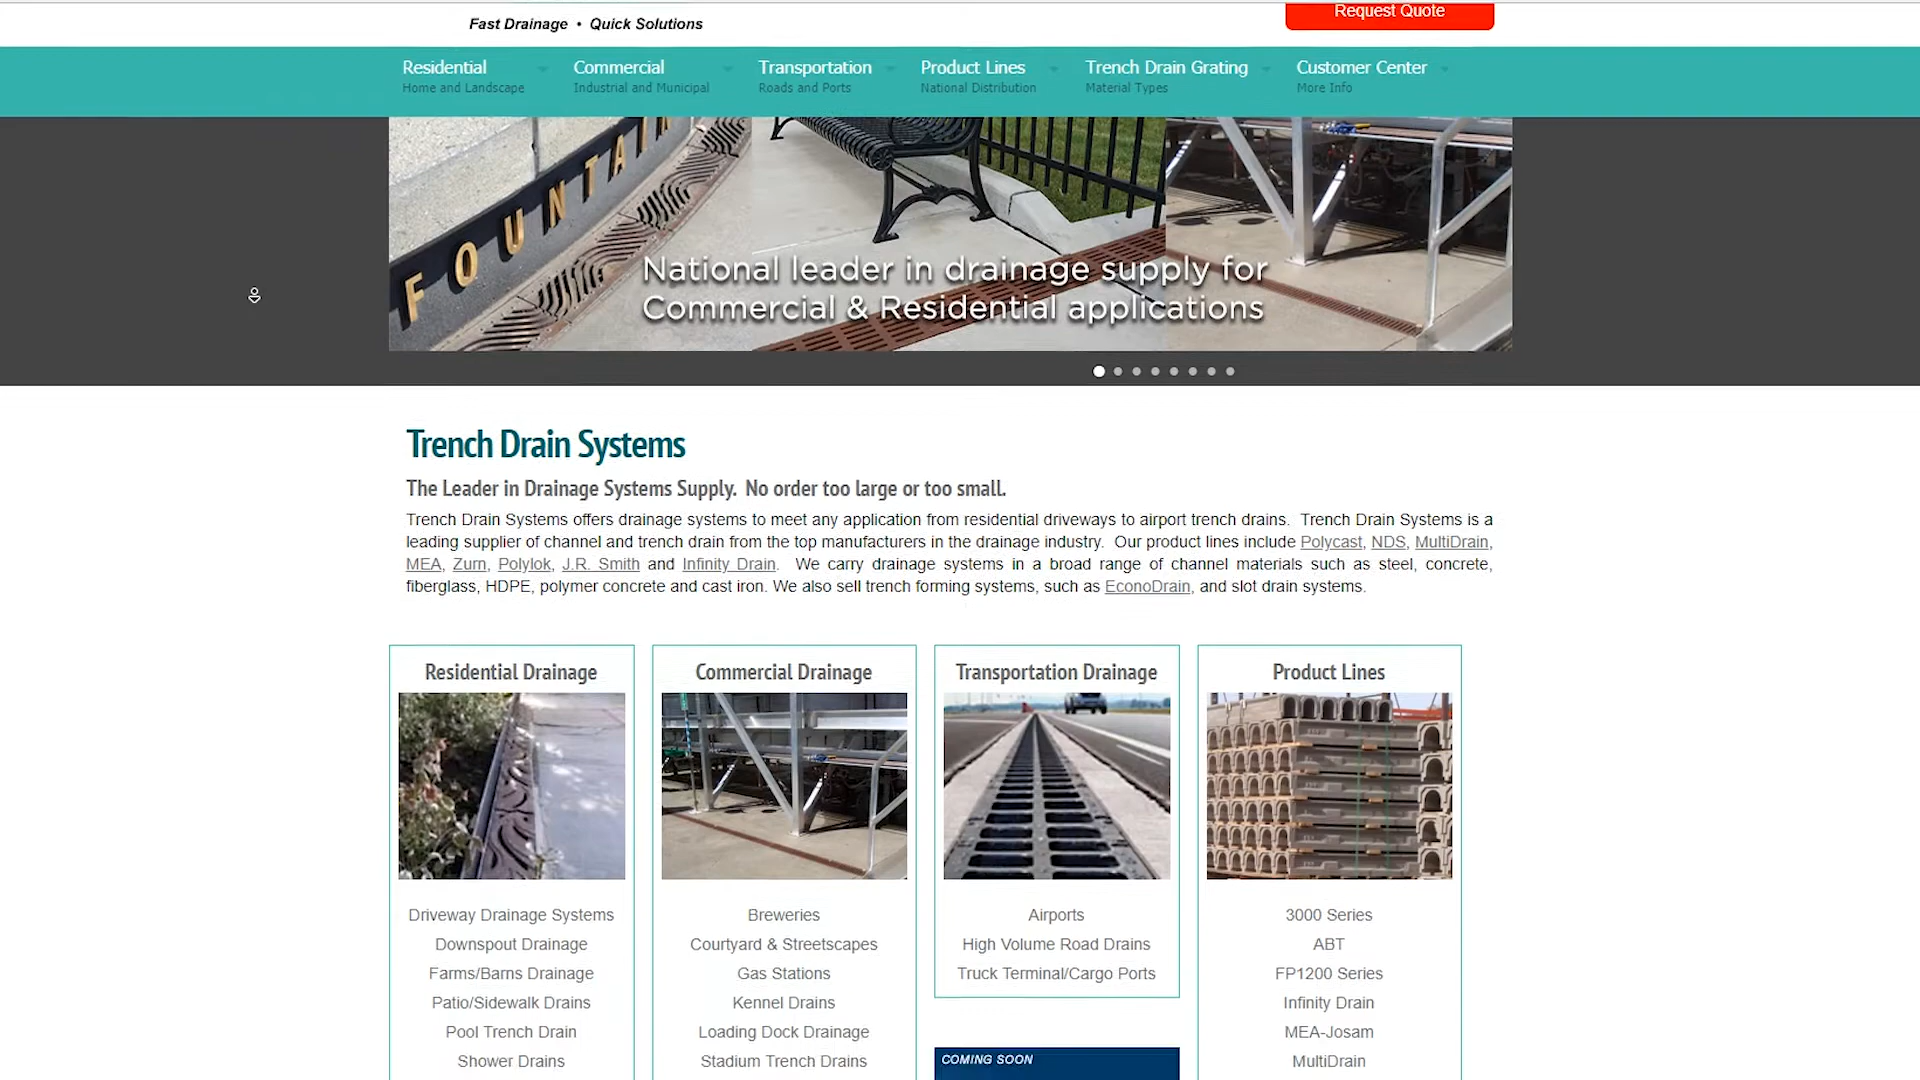 Fast Drainage • Quick Solutions
Request Quote
Residential
Home and Landscape
Commercial
Industrial and Municipal
Transportation
Roads and Ports
Product Lines
National Distribution
Trench Drain Grating
Material Types
Customer Center
More Info
FOUNTAI
National leader in drainage supply for
Commercial & Residential applications
Trench Drain Systems
The Leader in Drainage Systems Supply.  No order too large or too small.
Trench Drain Systems offers drainage systems to meet any application from residential driveways to airport trench drains.  Trench Drain Systems is a
leading supplier of channel and trench drain from the top manufacturers in the drainage industry.  Our product lines include Polycast, NDS, MultiDrain,
MEA, Zurn, Polylok, J.R. Smith and Infinity Drain.  We carry drainage systems in a broad range of channel materials such as steel, concrete,
fiberglass, HDPE, polymer concrete and cast iron. We also sell trench forming systems, such as EconoDrain, and slot drain systems.
Residential Drainage
Driveway Drainage Systems
Downspout Drainage
Farms/Barns Drainage
Patio/Sidewalk Drains
Pool Trench Drain
Shower Drains
Commercial Drainage
Breweries
Courtyard & Streetscapes
Gas Stations
Kennel Drains
Loading Dock Drainage
Stadium Trench Drains
Transportation Drainage
Airports
High Volume Road Drains
Truck Terminal/Cargo Ports
COMING SOON
Product Lines
3000 Series
ABT
FP1200 Series
Infinity Drain
MEA-Josam
MultiDrain